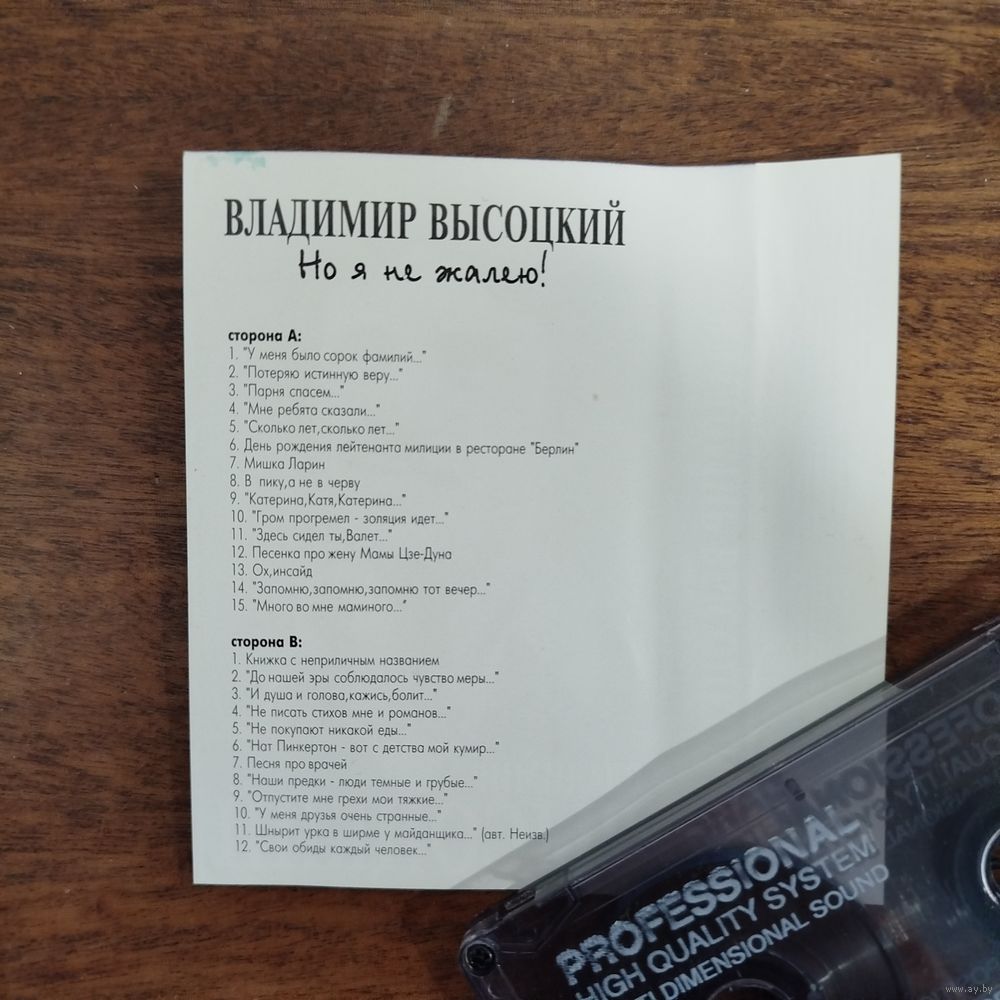 ВЛАДИМИР ВЫСОЦКИЙ
Но я не жалею!
сторона А:
1. "У меня было сорок фамилий..."
2. "Потеряю истинную веру..."
3. "Парня спасем..."
4. "Мне ребята сказали..."
5. "Сколько лет,сколько лет..."
6. День рождения лейтенанта милиции в ресторане "Берлин"
7. Мишка Ларин
8. В пику,а не в черву
9. "Катерина,Катя,Катерина..."
10. "Гром прогремел - золяция идет..."
11. "Здесь сидел ты,Валет..."
12. Песенка про жену Мамы Цзе-Дуна
13. Ох,инсайд
14. "Запомню,запомню,запомню тот вечер..."
15. "Много во мне маминого..."
сторона В:
1. Книжка с неприличным названием
2. "До нашей эры соблюдалось чувство меры..."
3. "И душа и голова,кажись,болит..."
4. "Не писать стихов мне и романов..."
5. "Не покупают никакой еды..."
6. "Нат Пинкертон - вот с детства мой кумир..."
7. Песня про врачей
8. "Наши предки - люди темные и грубые..."
9. "Отпустите мне грехи мои тяжкие..."
10. "У меня друзья очень странные..."
11. Шнырит урка в ширме у майданщика..." (авт. Неизв.)
12. "Свои обиды каждый человек..."
PROFESSIONAL
HIGH QUALITY SYSTEM
DIMENSIONAL SOUND
www.ay.by